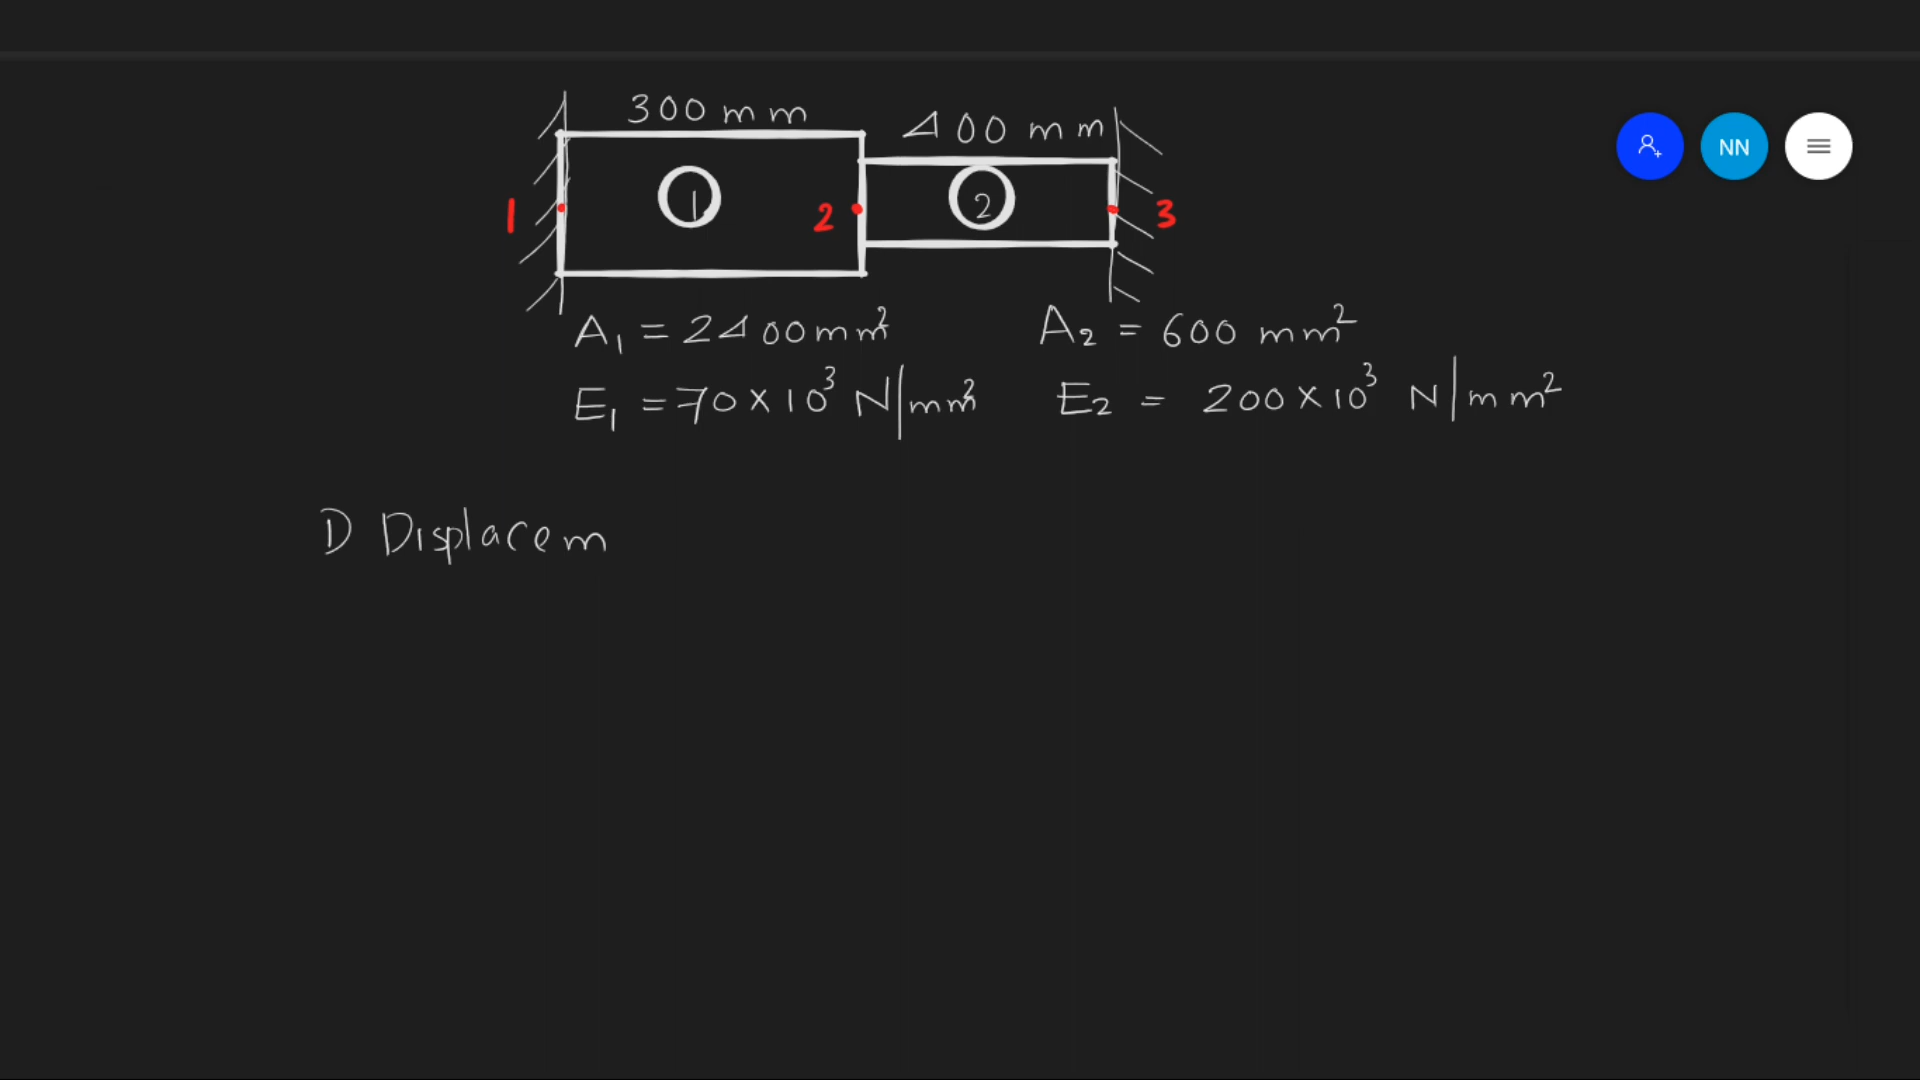 300 mm
400 mm
1
1
2
2
3
A₁ = 2400 mm²
A₂ = 600 mm²
E₁ = 70 × 10³ N/mm²
E₂ = 200 × 10³ N/mm²
D Displacem
NN